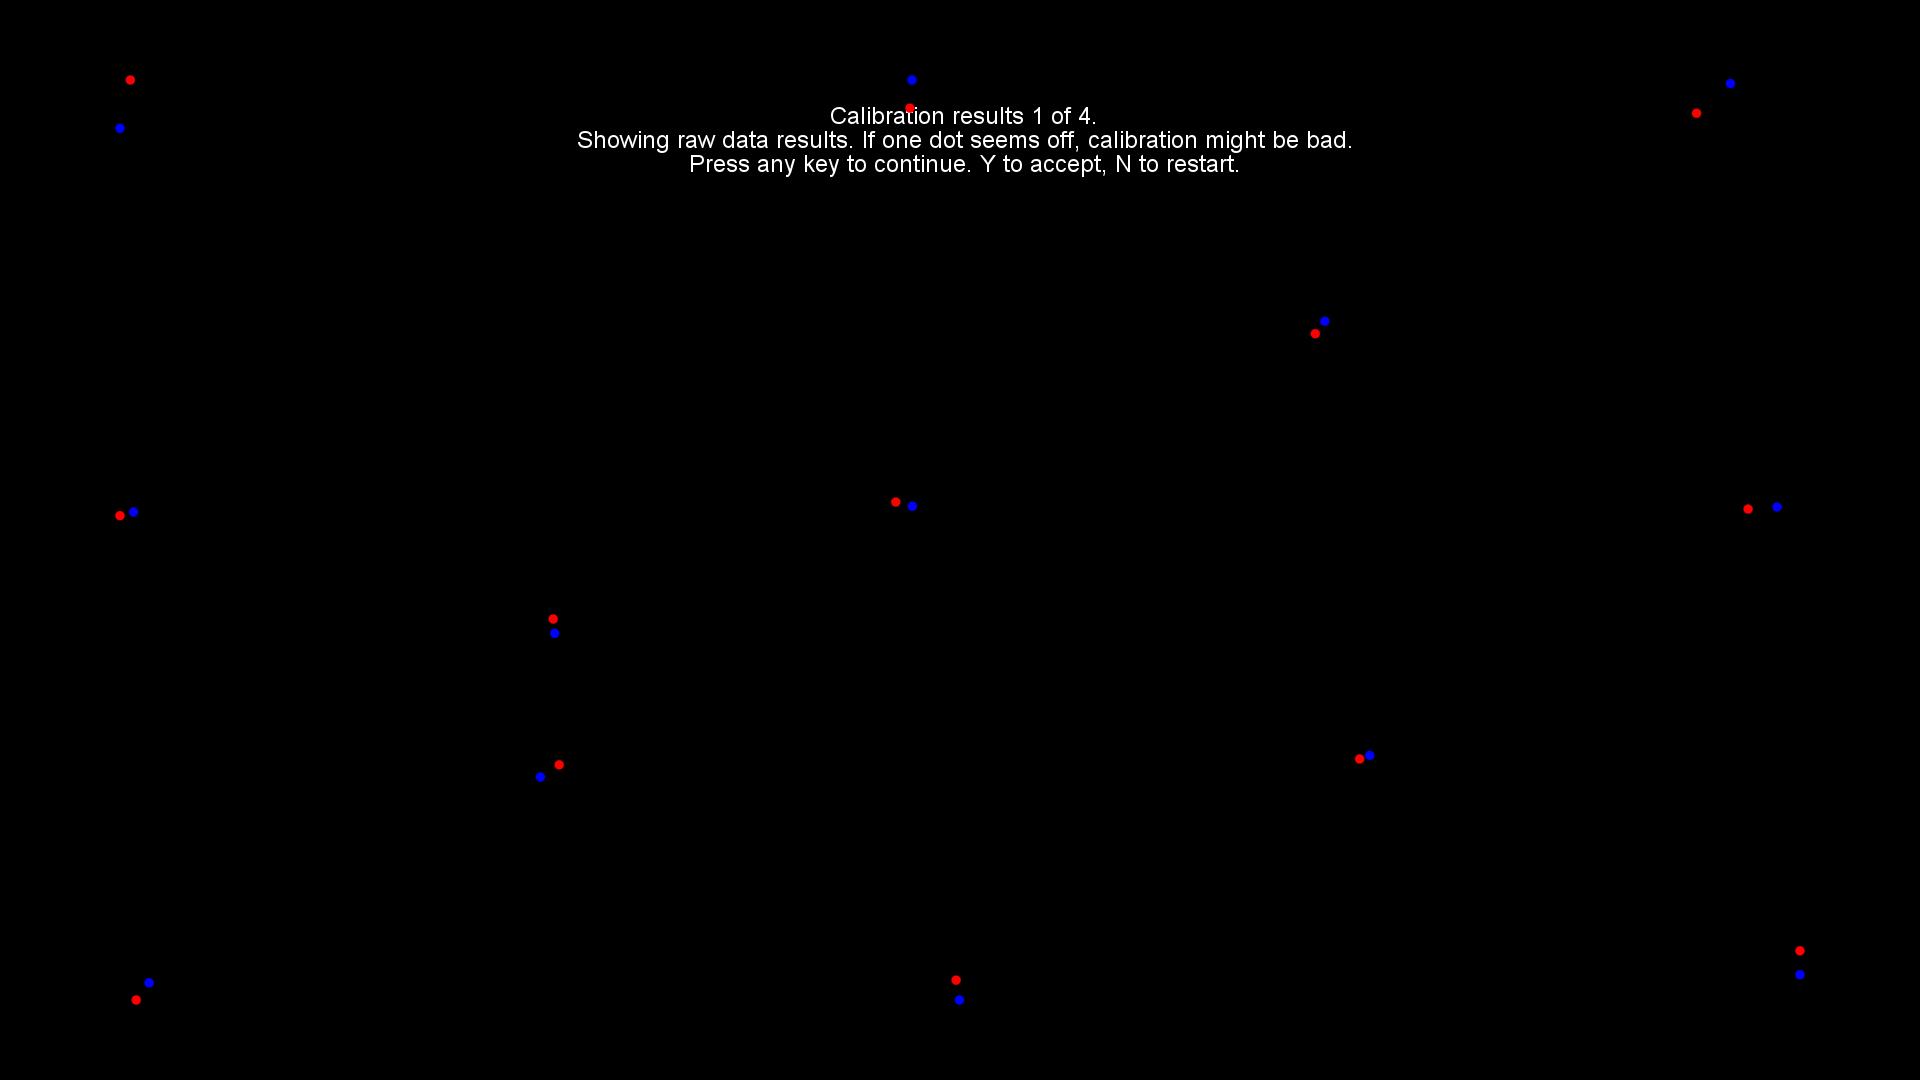 Calibration results 1 of 4.
Showing raw data results. If one dot seems off, calibration might be bad.
Press any key to continue. Y to accept, N to restart.